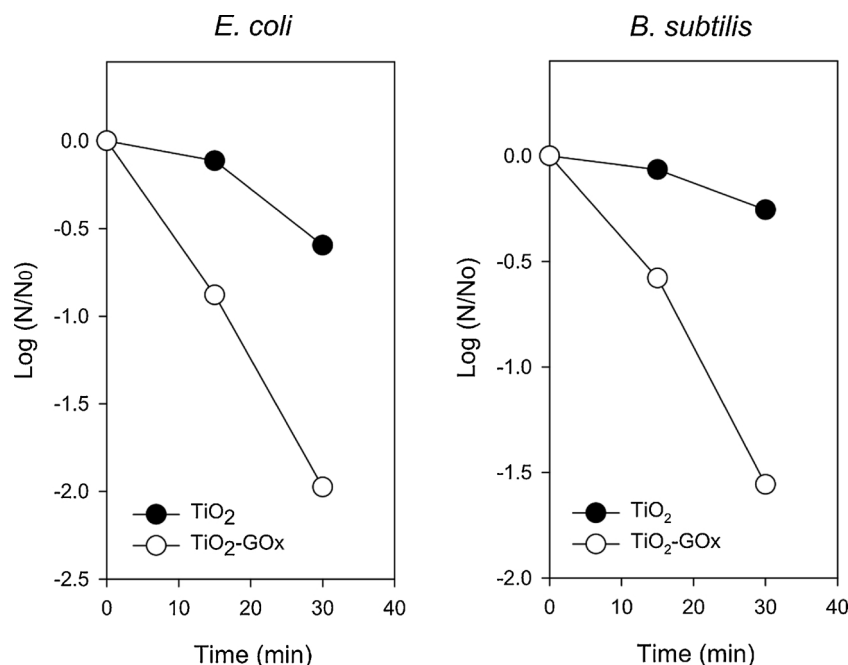 E. coli
0.0
-0.5
-1.0
-1.5
-2.0
-2.5
Log (N/N0)
TiO2
TiO2-GOx
0 10 20 30 40
Time (min)
B. subtilis
0.0
-0.5
-1.0
-1.5
-2.0
Log (N/No)
TiO2
TiO2-GOx
0 10 20 30 40
Time (min)